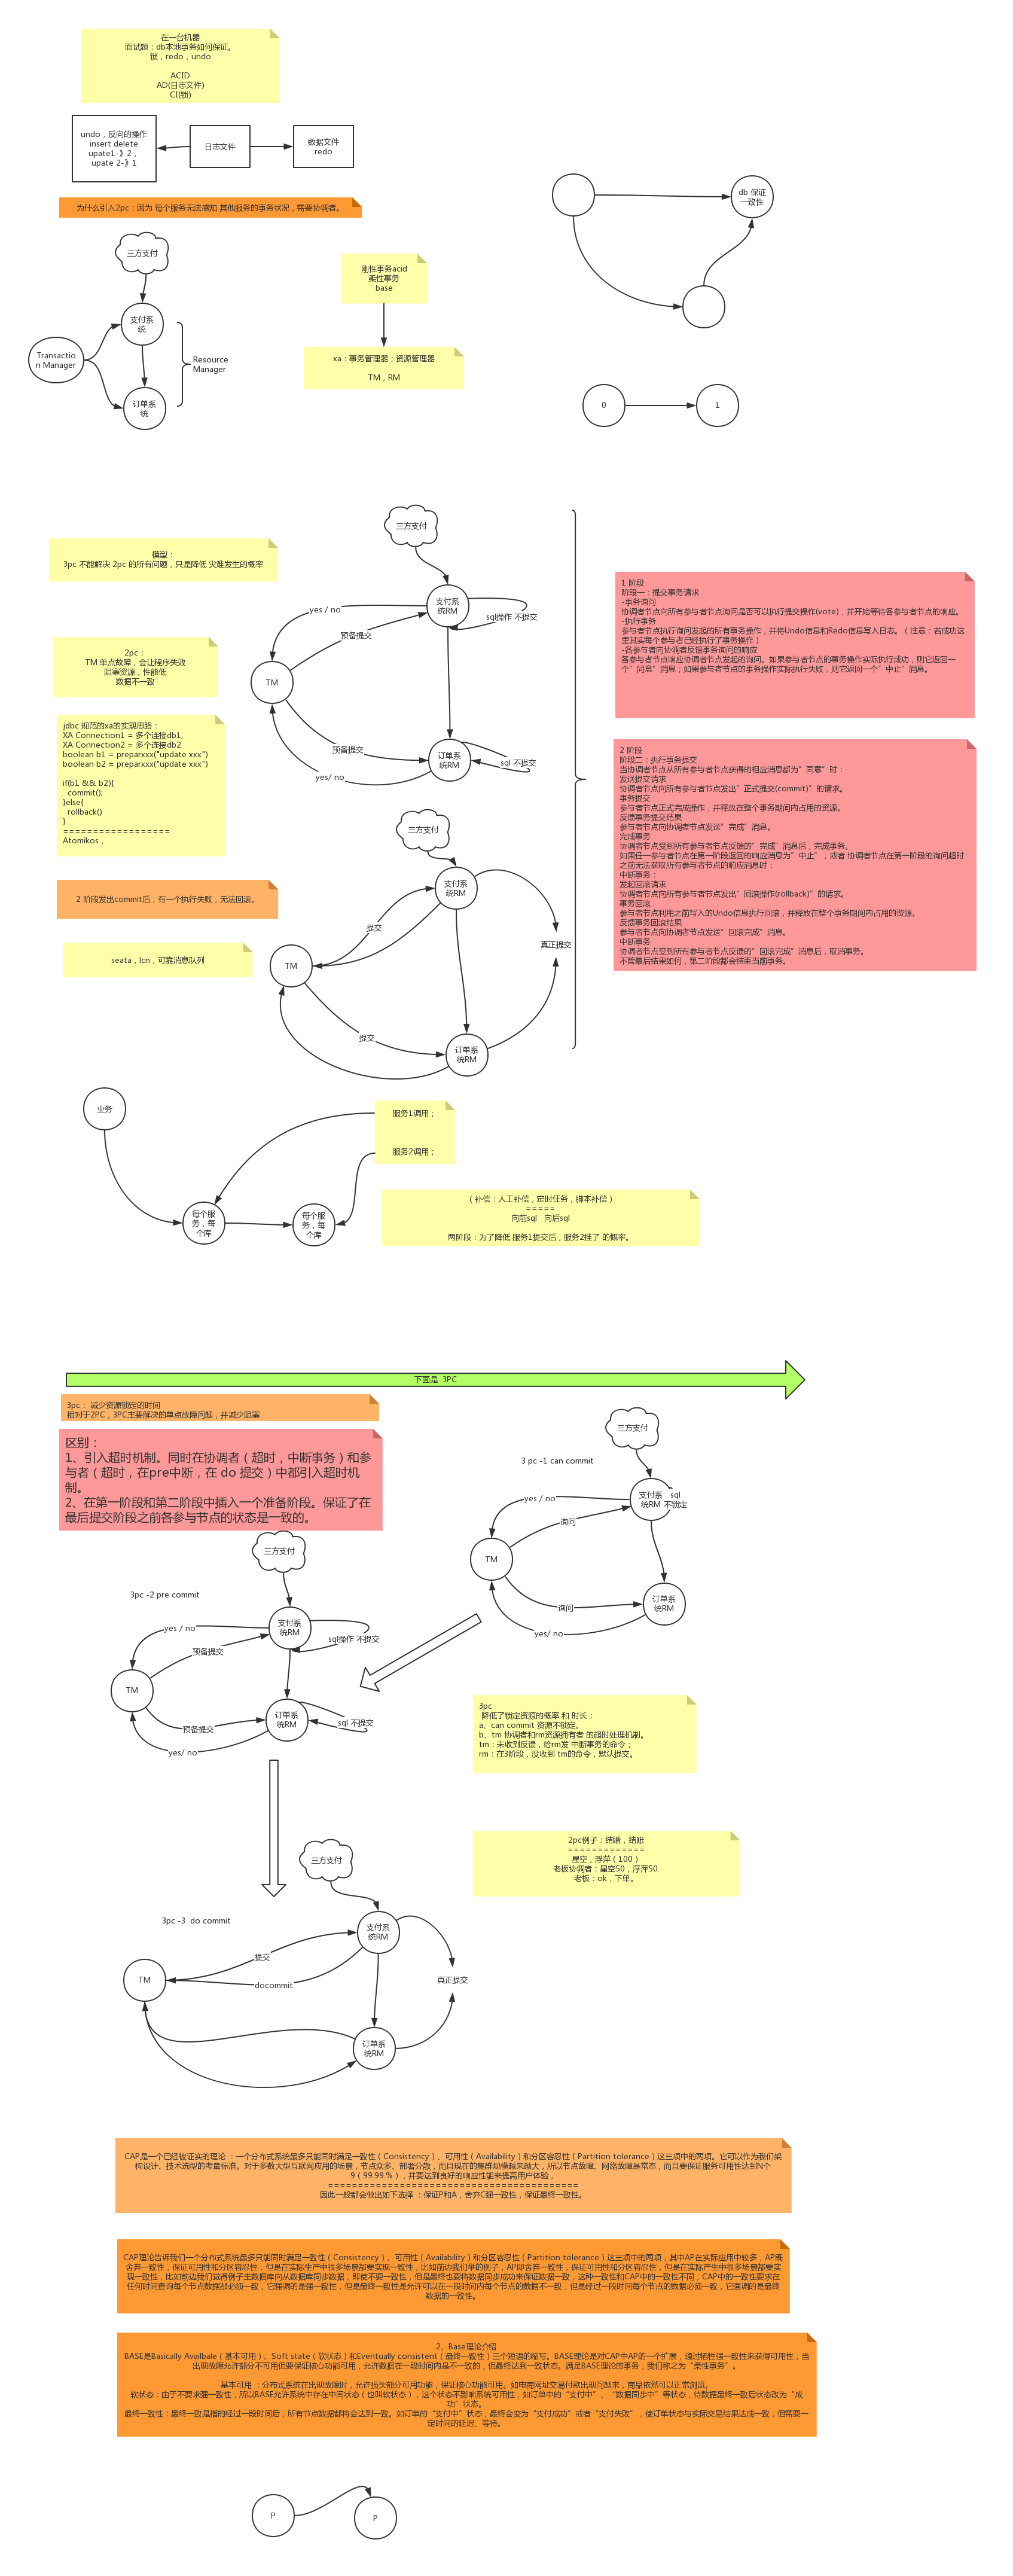 在一台机器
面试题：db本地事务如何保证。
锁，redo，undo
ACID
AD(日志文件)
CI(锁)
undo，反向的操作
insert delete
upate1-》2，
upate 2-》1
日志文件
数据文件
redo
为什么引入2pc：因为 每个服务无法感知 其他服务的事务状况，需要协调者。
db 保证
一致性
三方支付
支付系
统
Transactio
n Manager
Resource
Manager
订单系
统
刚性事务acid
柔性事务
base
xa：事务管理器；资源管理器
TM，RM
0
1
三方支付
模型：
3pc 不能解决 2pc 的所有问题，只是降低 灾难发生的概率
支付系
统RM
yes / no
sql操作 不提交
预备提交
2pc：
TM 单点故障，会让程序失效
阻塞资源，性能低
数据不一致
TM
预备提交
订单系
统RM
sql 不提交
yes/ no
jdbc 规范的xa的实现思路：
XA Connection1 = 多个连接db1,
XA Connection2 = 多个连接db2.
boolean b1 = preparxxx("update xxx")
boolean b2 = preparxxx("update xxx")
if(b1 && b2){
commit();
}else{
rollback()
}
==================
Atomikos，
1 阶段
阶段一：提交事务请求
-事务询问
协调者节点向所有参与者节点询问是否可以执行提交操作(vote)，并开始等待各参与者节点的响应。
-执行事务
参与者节点执行询问发起的所有事务操作，并将Undo信息和Redo信息写入日志。（注意：若成功这
里其实每个参与者已经执行了事务操作）
-各参与者向协调者反馈事务询问的响应
各参与者节点响应协调者节点发起的询问。如果参与者节点的事务操作实际执行成功，则它返回一
个”同意”消息；如果参与者节点的事务操作实际执行失败，则它返回一个”中止”消息。
2 阶段
阶段二：执行事务提交
当协调者节点从所有参与者节点获得的相应消息都为”同意”时：
发送提交请求
协调者节点向所有参与者节点发出”正式提交(commit)”的请求。
事务提交
参与者节点正式完成操作，并释放在整个事务期间内占用的资源。
反馈事务提交结果
参与者节点向协调者节点发送”完成”消息。
完成事务
协调者节点受到所有参与者节点反馈的”完成”消息后，完成事务。
如果任一参与者节点在第一阶段返回的响应消息为”中止”，或者 协调者节点在第一阶段的询问超时
之前无法获取所有参与者节点的响应消息时：
中断事务：
发起回滚请求
协调者节点向所有参与者节点发出”回滚操作(rollback)”的请求。
事务回滚
参与者节点利用之前写入的Undo信息执行回滚，并释放在整个事务期间内占用的资源。
反馈事务回滚结果
参与者节点向协调者节点发送”回滚完成”消息。
中断事务
协调者节点受到所有参与者节点反馈的”回滚完成”消息后，取消事务。
不管最后结果如何，第二阶段都会结束当前事务。
三方支付
2 阶段发出commit后，有一个执行失败，无法回滚。
支付系
统RM
提交
真正提交
seata，lcn，可靠消息队列
TM
提交
订单系
统RM
业务
服务1调用；
服务2调用；
每个服
务，每
个库
每个服
务，每
个库
（补偿：人工补偿，定时任务，脚本补偿）
=====
向前sql 向后sql
两阶段：为了降低 服务1提交后，服务2挂了 的概率。
下面是 3PC
3pc： 减少资源锁定的时间
相对于2PC，3PC主要解决的单点故障问题，并减少阻塞
区别：
1、引入超时机制。同时在协调者（超时，中断事务）和参
与者（超时，在pre中断，在 do 提交）中都引入超时机
制。
2、在第一阶段和第二阶段中插入一个准备阶段。保证了在
最后提交阶段之前各参与节点的状态是一致的。
三方支付
3 pc -1 can commit
支付系
统RM
sql
不锁定
yes / no
询问
TM
询问
订单系
统RM
yes/ no
三方支付
3pc -2 pre commit
支付系
统RM
yes / no
sql操作 不提交
预备提交
TM
预备提交
订单系
统RM
sql 不提交
yes/ no
3pc
降低了锁定资源的概率 和 时长：
a、can commit 资源不锁定。
b、tm 协调者和rm资源拥有者 的超时处理机制。
tm：未收到反馈，给rm发 中断事务的命令；
rm：在3阶段，没收到 tm的命令，默认提交。
2pc例子：结婚，结账
=============
星空，浮萍（100）
老板协调者：星空50，浮萍50.
老板：ok，下单。
三方支付
3pc -3 do commit
支付系
统RM
提交
docommit
真正提交
TM
订单系
统RM
CAP是一个已经被证实的理论 ：一个分布式系统最多只能同时满足一致性（Consistency）、可用性（Availability）和分区容忍性（Partition tolerance）这三项中的两项。它可以作为我们架
构设计、技术选型的考量标准。对于多数大型互联网应用的场景，节点众多、部署分散，而且现在的集群规模越来越大，所以节点故障、网络故障是常态，而且要保证服务可用性达到N个
9（99.99.%），并要达到良好的响应性能来提高用户体验，
==========================================
因此一般都会做出如下选择 ：保证P和A，舍弃C强一致性，保证最终一致性。
CAP理论告诉我们一个分布式系统最多只能同时满足一致性（Consistency）、可用性（Availability）和分区容忍性（Partition tolerance）这三项中的两项，其中AP在实际应用中较多，AP既
舍弃一致性，保证可用性和分区容忍性，但是在实际生产中很多场景都要实现一致性，比如前边我们举的例子，AP即舍弃一致性，保证可用性和分区容忍性，但是在实际产生中很多场景都要实
现一致性，比如前边我们觉得例子主数据库向从数据库同步数据，即使不要一致性，但是最终也要将数据同步成功来保证数据一致，这种一致性和CAP中的一致性不同，CAP中的一致性要求在
任何时间查询每个节点数据都必须一致，它强调的是强一致性，但是最终一致性是允许可以在一段时间内每个节点的数据不一致，但是经过一段时间每个节点的数据必须一致，它强调的是最终
数据的一致性。
2、Base理论介绍
BASE是Basically Availbale（基本可用）、Soft state（软状态）和Eventually consistent（最终一致性）三个短语的缩写。BASE理论是对CAP中AP的一个扩展，通过牺牲强一致性来获得可用性，当
出现故障允许部分不可用但要保证核心功能可用，允许数据在一段时间内是不一致的，但最终达到一致状态。满足BASE理论的事务，我们称之为“柔性事务”。
基本可用 ：分布式系统在出现故障时，允许损失部分可用功能，保证核心功能可用。如电商网址交付款出现问题来，商品依然可以正常浏览。
软状态：由于不要求强一致性，所以BASE允许系统中存在中间状态（也叫软状态），这个状态不影响系统可用性，如订单中的“支付中”、“数据同步中”等状态，待数据最终一致后状态改为“成
功”状态。
最终一致性：最终一致是指的经过一段时间后，所有节点数据都将会达到一致。如订单的“支付中”状态，最终会变为“支付成功”或者“支付失败”，使订单状态与实际交易结果达成一致，但需要一
定时间的延迟、等待。
P
P